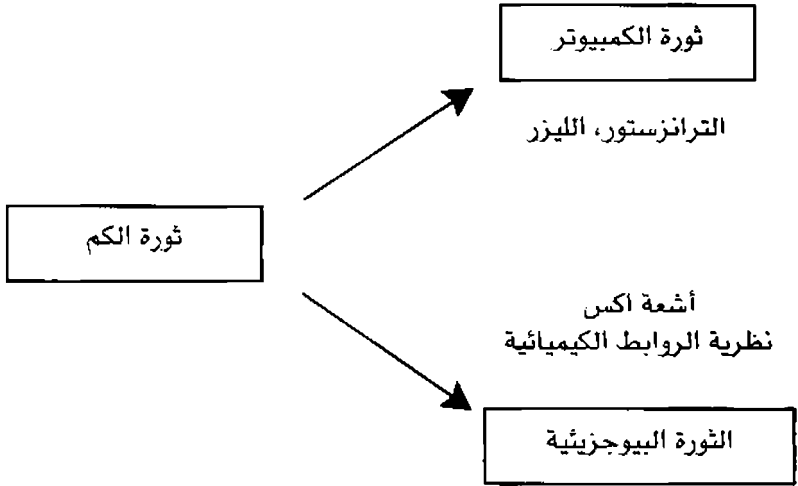 ثورة الكمبيوتر
الترانزستور، الليزر
ثورة الكم
أشعة اكس
نظرية الروابط الكيميائية
الثورة البيوجزيئية